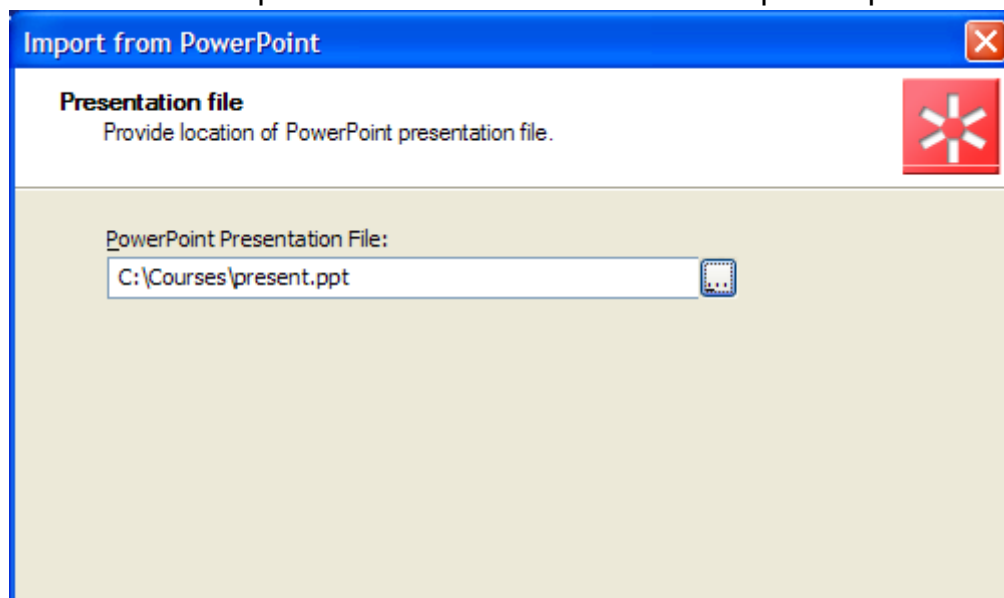 Import from PowerPoint
Presentation file
Provide location of PowerPoint presentation file.
PowerPoint Presentation File:
C:\Courses\present.ppt
...